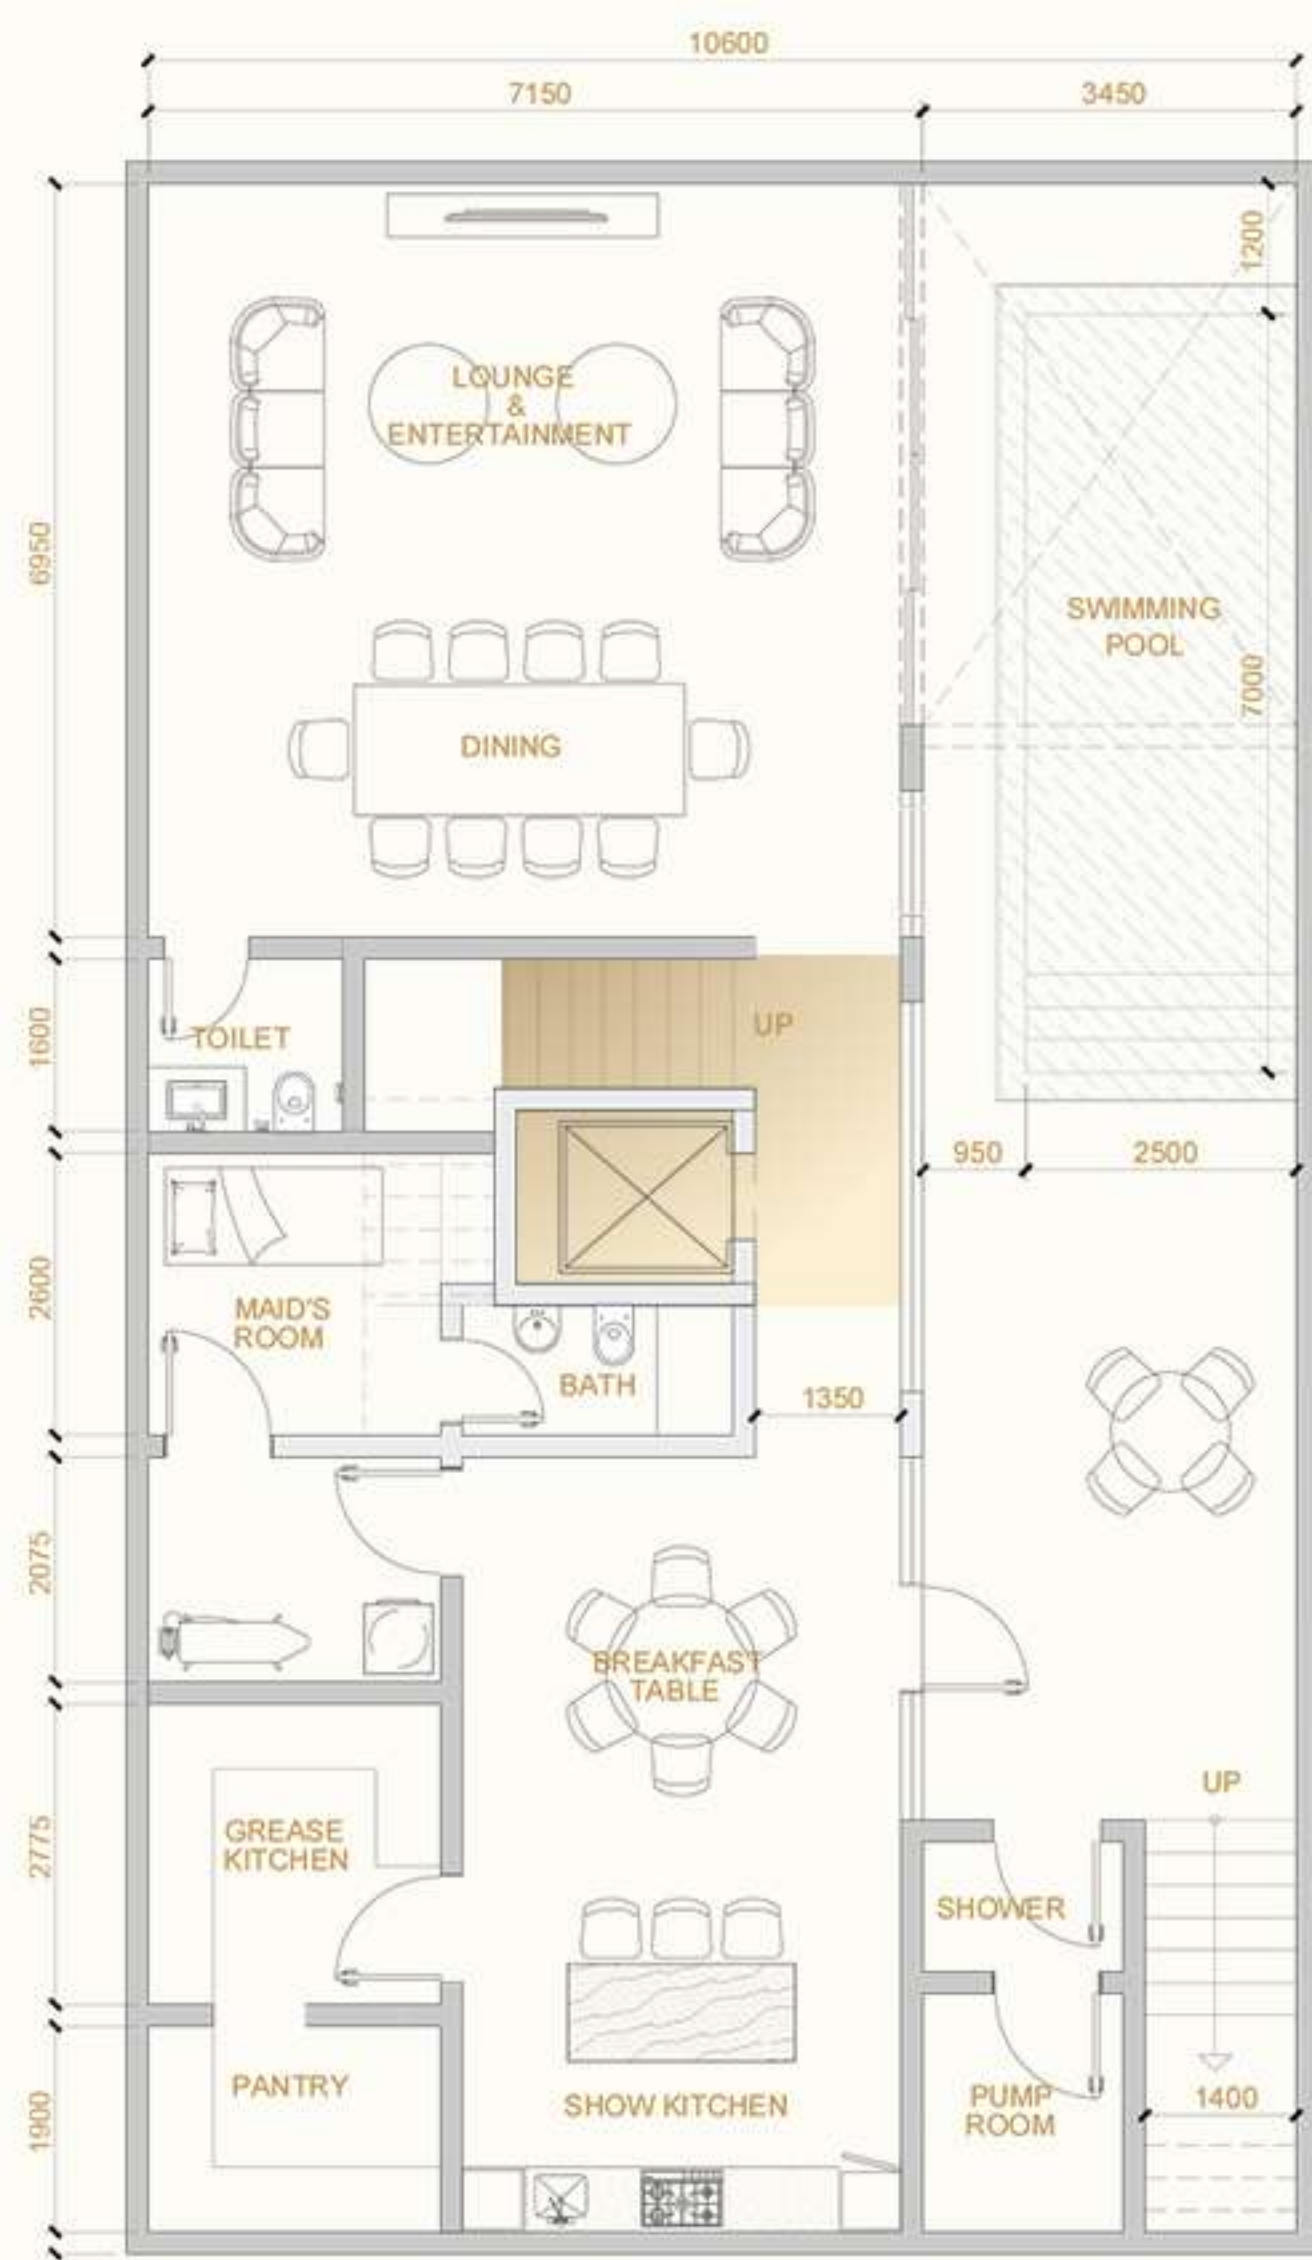 10600
7150
3450
1200
LOUNGE
&
ENTERTAINMENT
6950
SWIMMING
POOL
7000
DINING
1600
TOILET
UP
950
2500
2600
MAID'S
ROOM
BATH
1350
2075
BREAKFAST
TABLE
UP
2775
GREASE
KITCHEN
SHOWER
PANTRY
SHOW KITCHEN
PUMP
ROOM
1400
1900